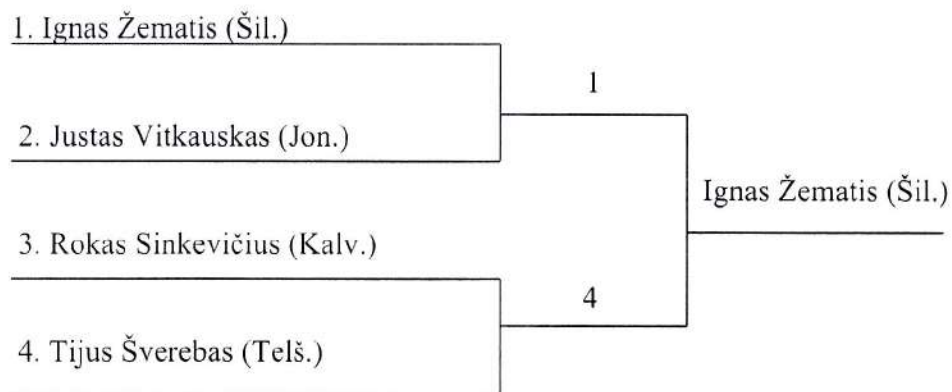 1. Ignas Žematis (Šil.)
1
2. Justas Vitkauskas (Jon.)
Ignas Žematis (Šil.)
3. Rokas Sinkevičius (Kalv.)
4
4. Tijus Šverebas (Telš.)